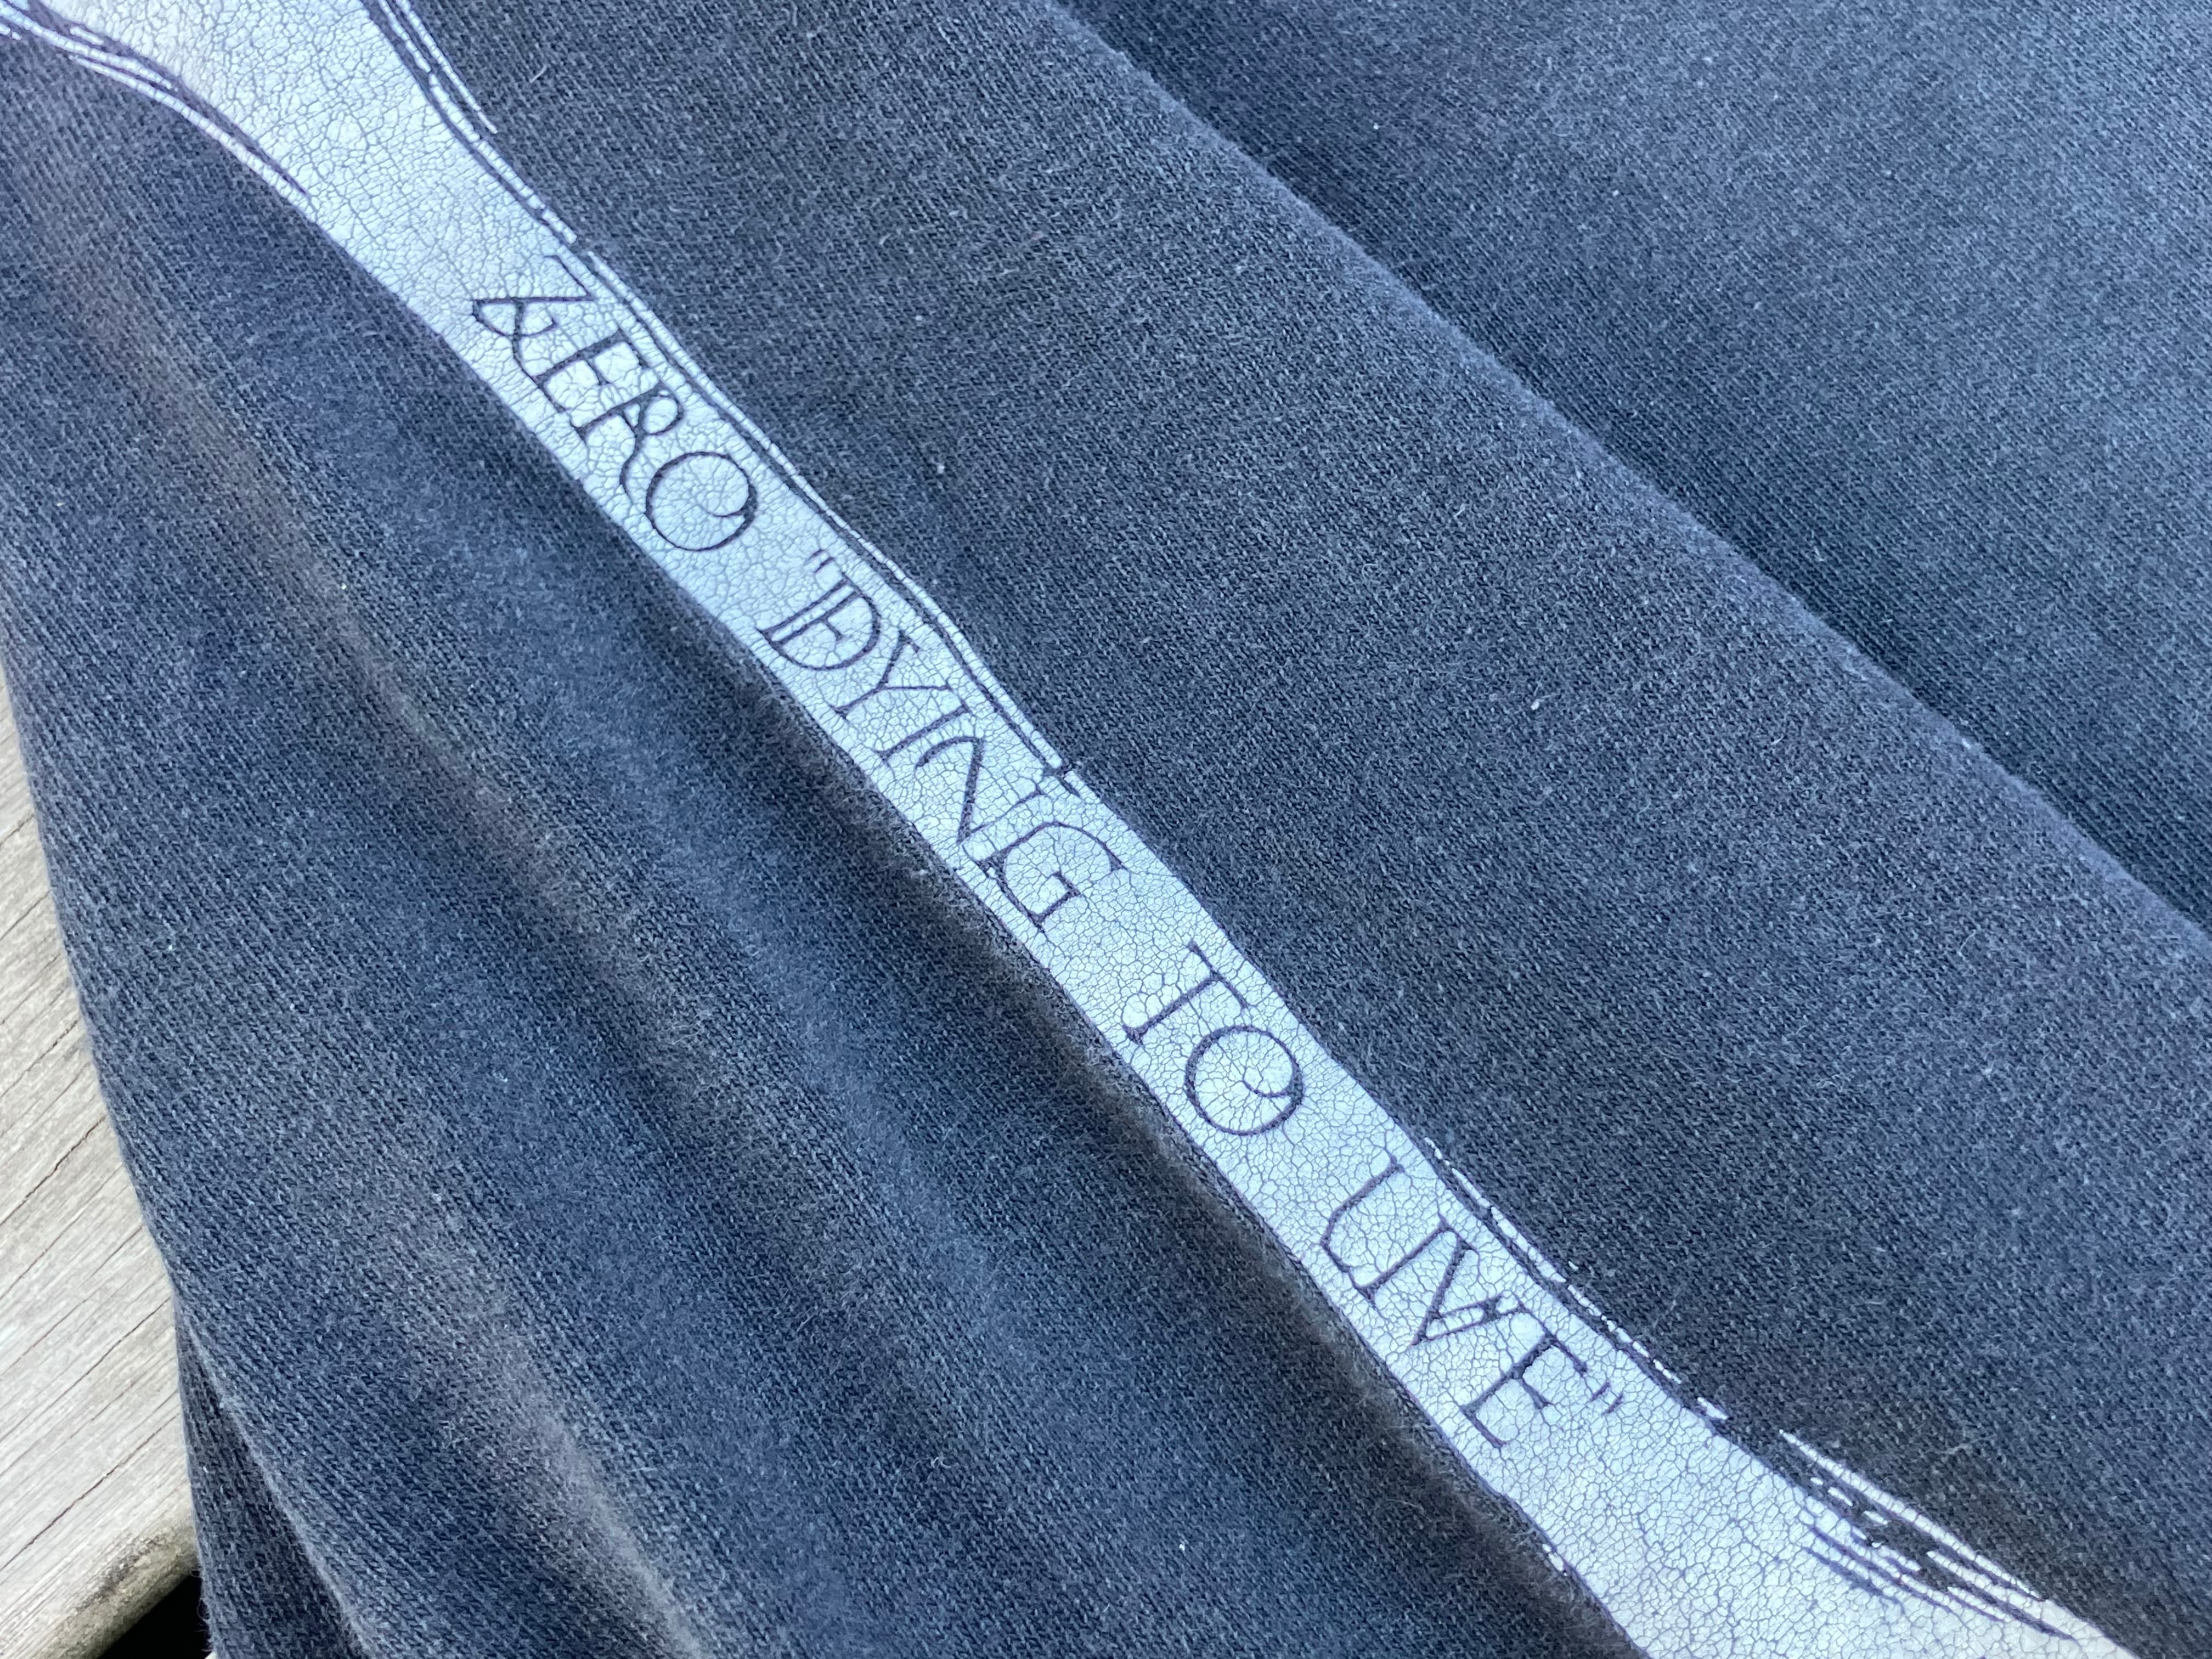 ZERO "DYING TO LIVE"